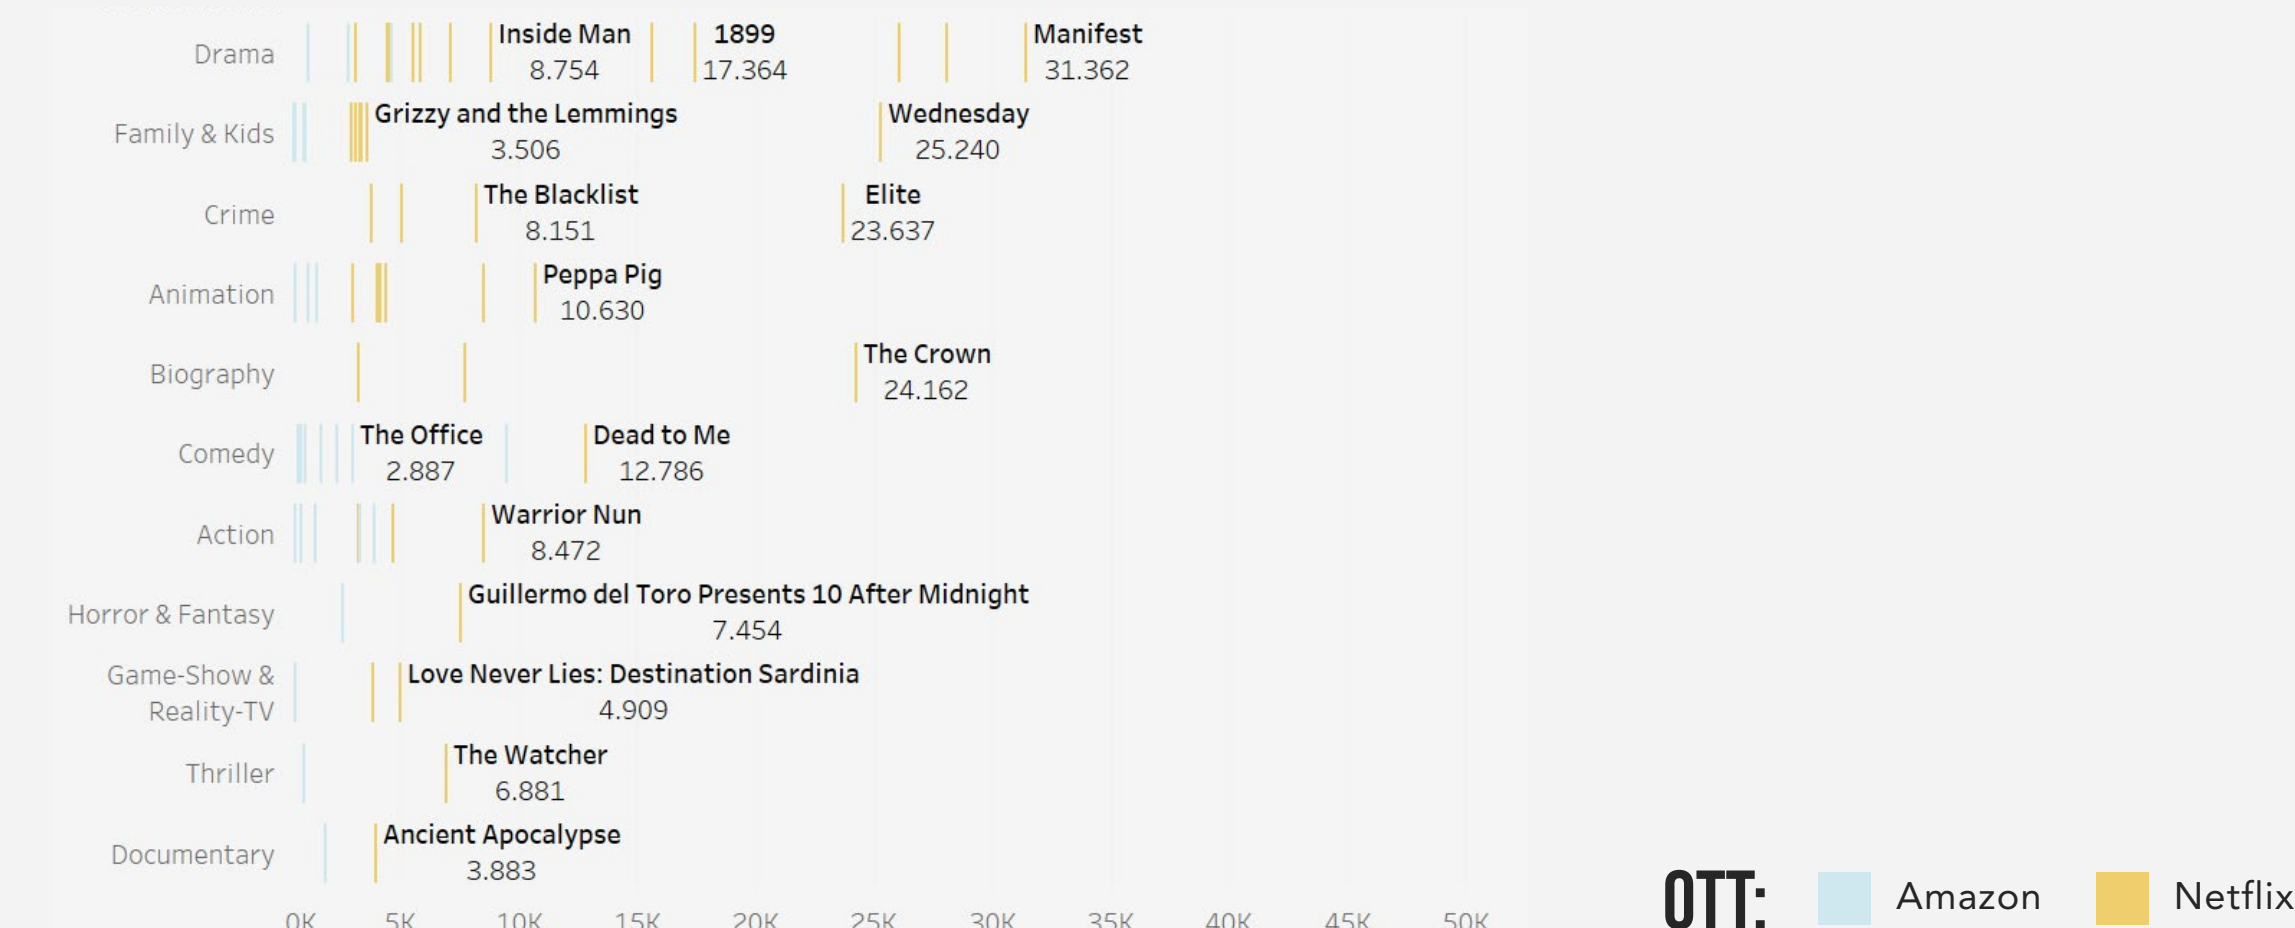 Drama
Inside Man
8.754
1899
17.364
Manifest
31.362
Family & Kids
Grizzy and the Lemmings
3.506
Wednesday
25.240
Crime
The Blacklist
8.151
Elite
23.637
Animation
Peppa Pig
10.630
Biography
The Crown
24.162
Comedy
The Office
2.887
Dead to Me
12.786
Action
Warrior Nun
8.472
Horror & Fantasy
Guillermo del Toro Presents 10 After Midnight
7.454
Game-Show &
Reality-TV
Love Never Lies: Destination Sardinia
4.909
Thriller
The Watcher
6.881
Documentary
Ancient Apocalypse
3.883
0K 5K 10K 15K 20K 25K 30K 35K 40K 45K 50K
OTT: Amazon Netflix